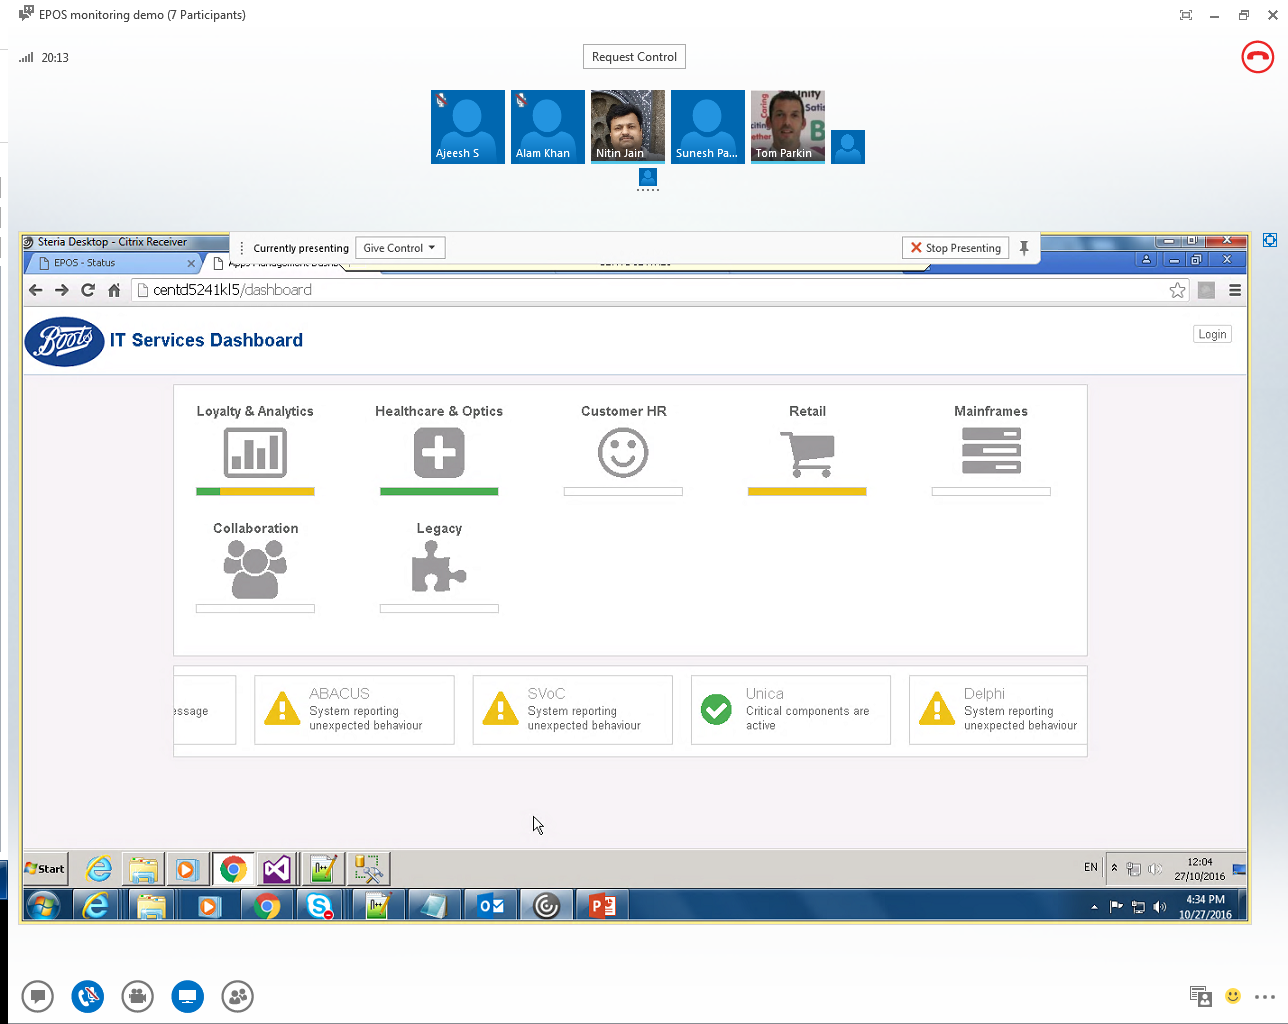 EPOS monitoring demo (7 Participants)
20:13
Request Control
Ajeesh S
Alam Khan
Nitin Jain
Sunesh Pa...
Tom Parkin
Caring
Unity
Satis
B
Steria Desktop - Citrix Receiver
Currently presenting
Give Control
Stop Presenting
EPOS - Status
centd5241kl5/dashboard
Boots
IT Services Dashboard
Login
Loyalty & Analytics
Healthcare & Optics
Customer HR
Retail
Mainframes
Collaboration
Legacy
essage
ABACUS
System reporting
unexpected behaviour
SVoC
System reporting
unexpected behaviour
Unica
Critical components are
active
Delphi
System reporting
unexpected behaviour
Start
EN
12:04
27/10/2016
4:34 PM
10/27/2016